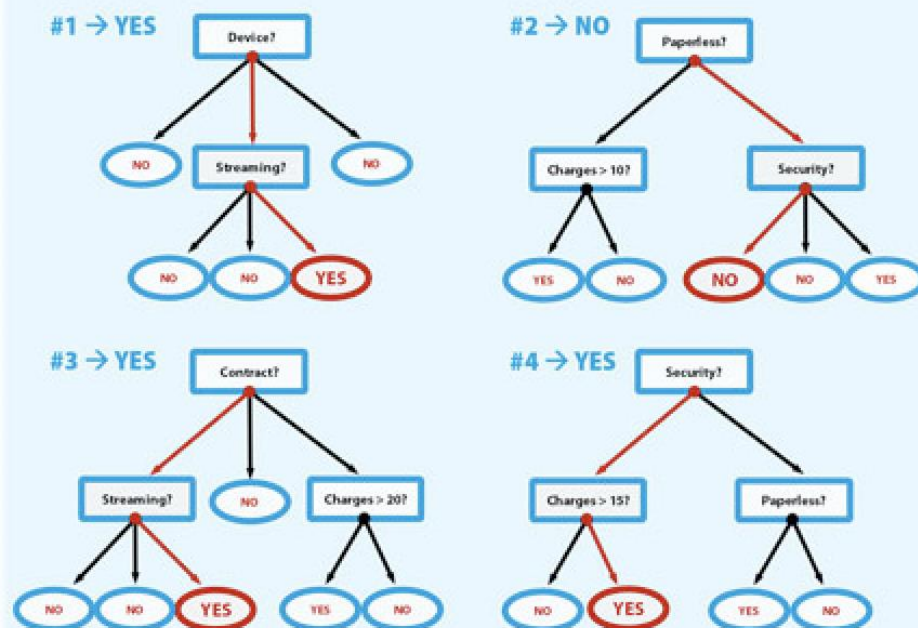 #1 → YES
Device?
NO
Streaming?
NO
NO
NO
YES
#2 → NO
Paperless?
Charges > 10?
Security?
YES
NO
NO
NO
YES
#3 → YES
Contract?
Streaming?
NO
Charges > 20?
NO
NO
YES
YES
NO
#4 → YES
Security?
Charges > 15?
Paperless?
NO
YES
YES
NO